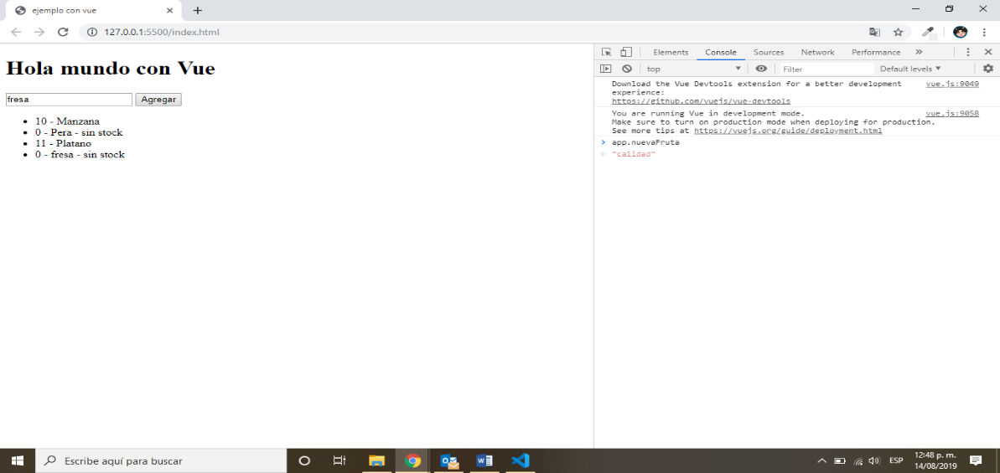 ejemplo con vue
127.0.0.1:5500/index.html
Hola mundo con Vue
fresa
Agregar
10 - Manzana
0 - Pera - sin stock
11 - Platano
0 - fresa - sin stock
Elements
Console
Sources
Network
Performance
top
Filter
Default levels
Download the Vue Devtools extension for a better development
vue.js:9049
experience:
https://github.com/vuejs/vue-devtools
You are running Vue in development mode.
vue.js:9058
Make sure to turn on production mode when deploying for production.
See more tips at https://vuejs.org/guide/deployment.html
app.nuevaFruta
"calidad"
Escribe aquí para buscar
ESP
12:48 p. m.
14/08/2019